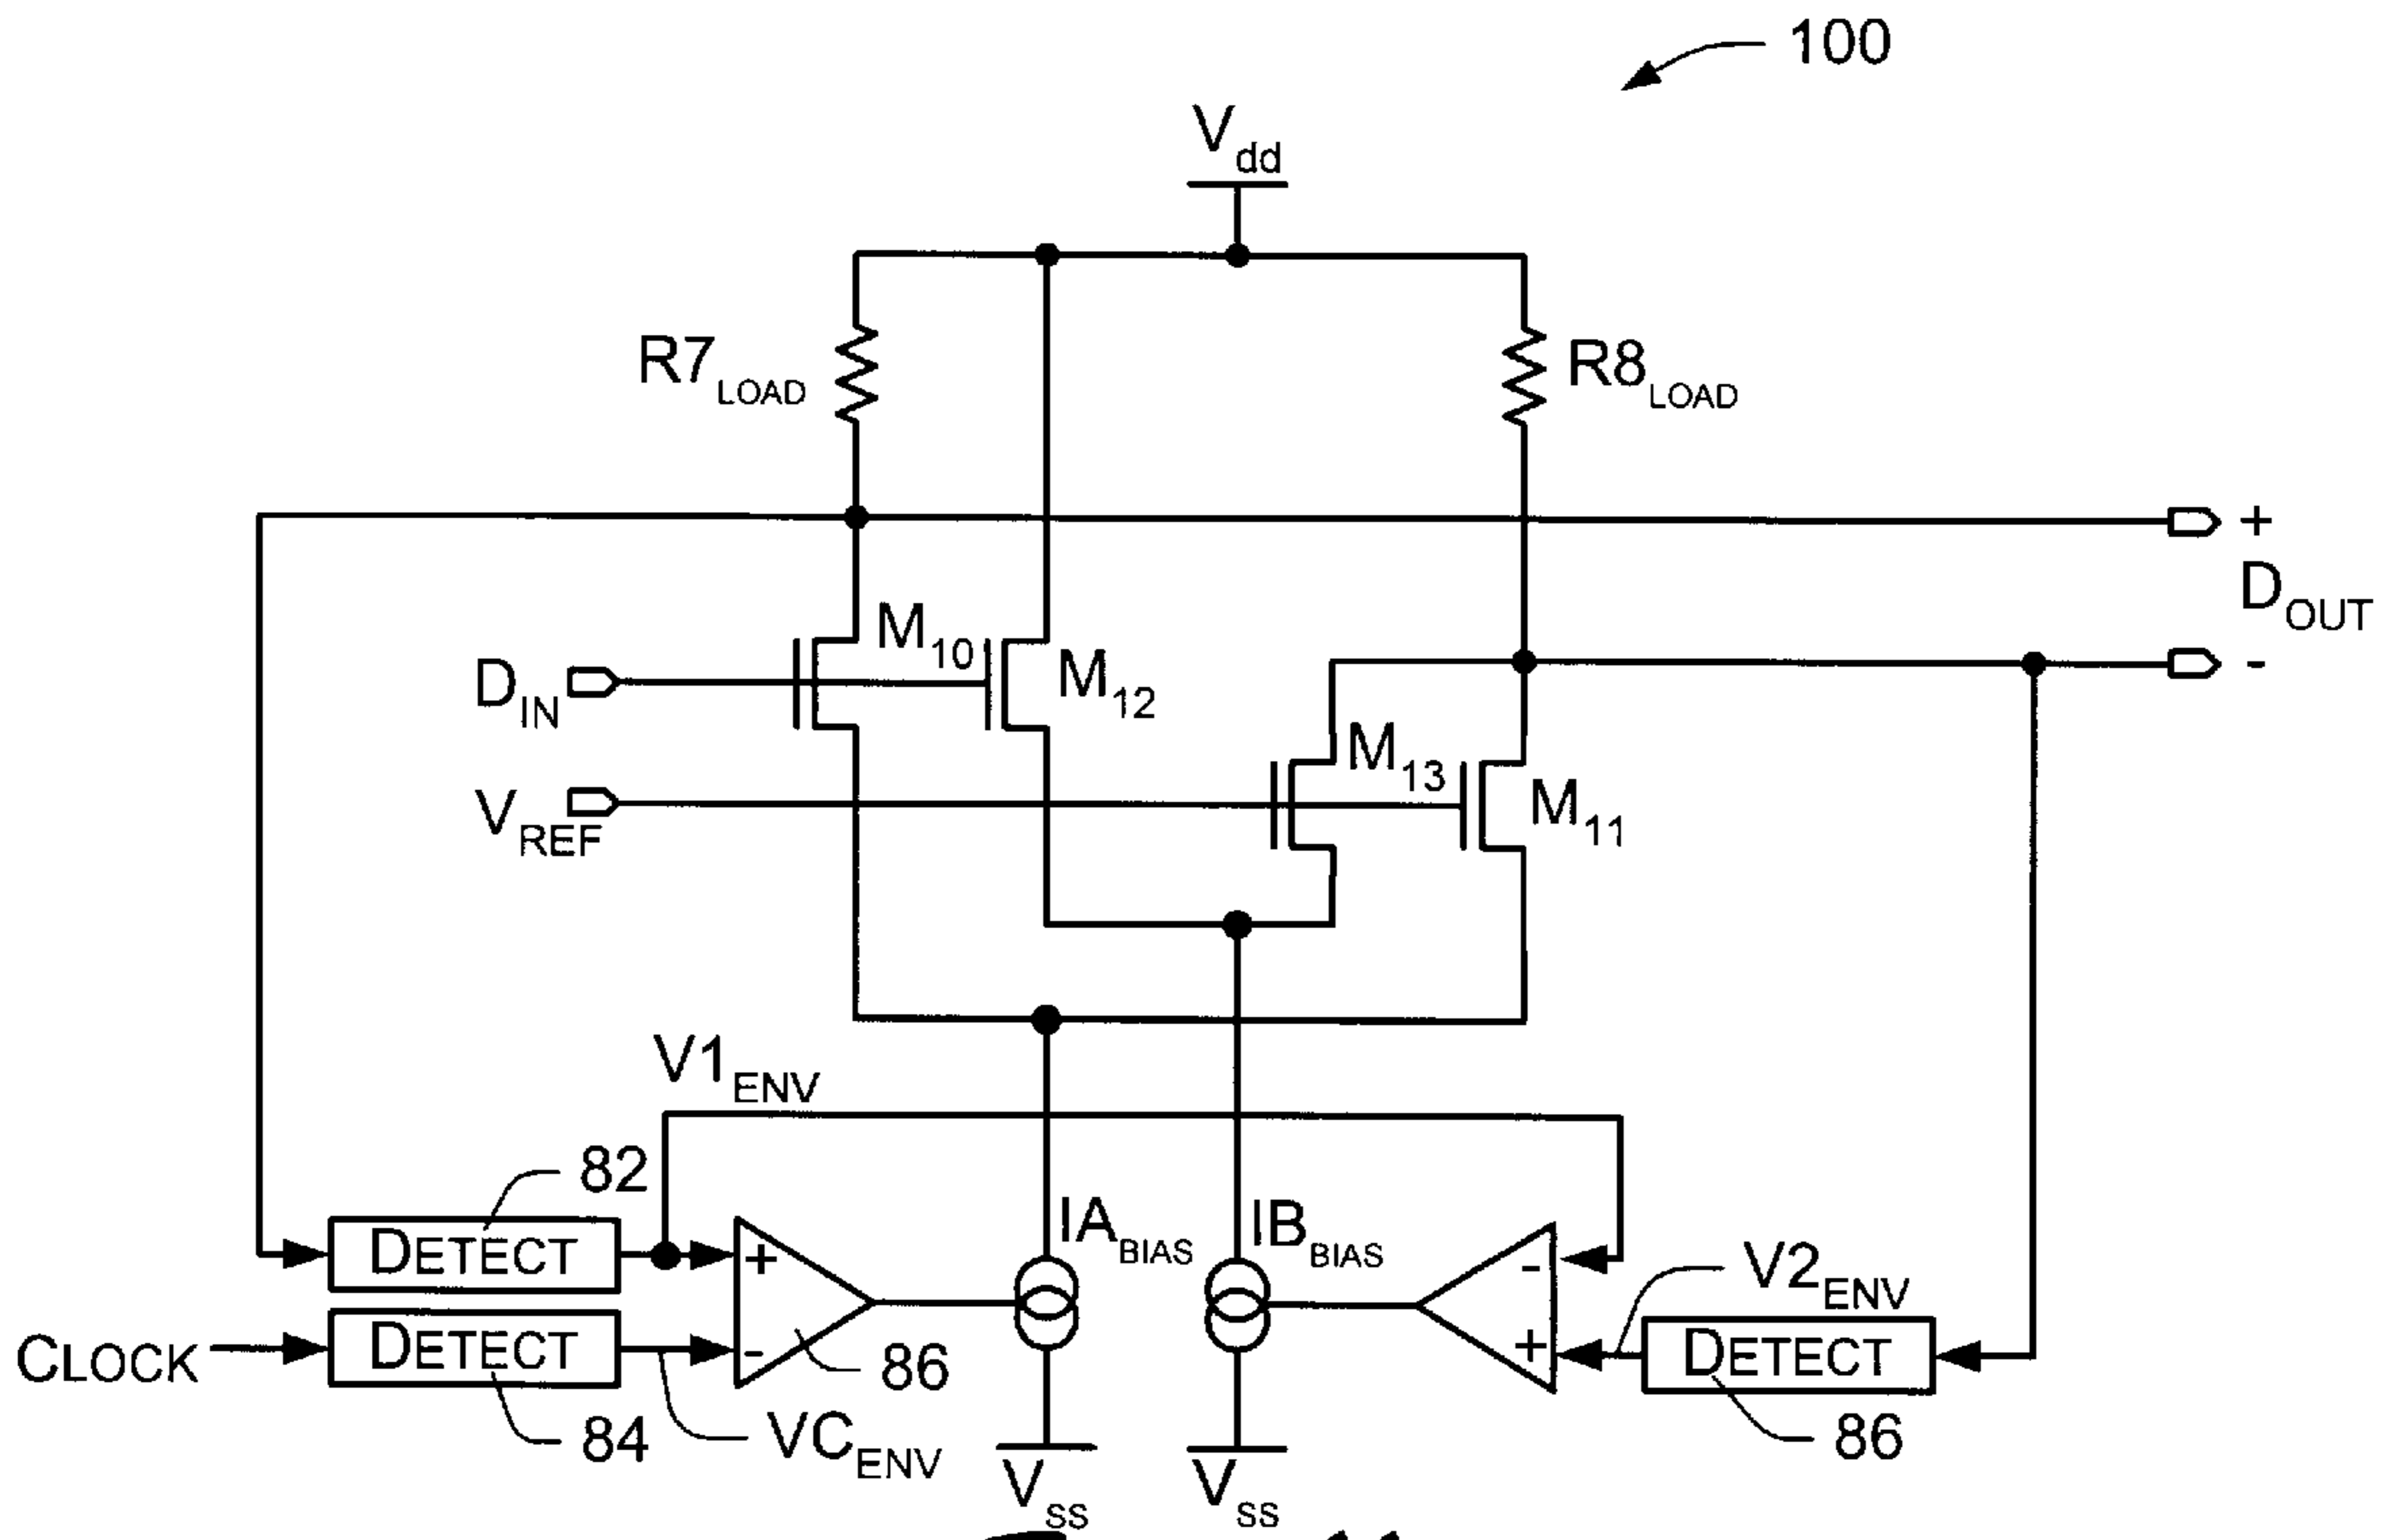 100
Vdd
R7LOAD
R8LOAD
+
DOUT
-
M10
M12
DIN
M13
M11
VREF
V1ENV
82
IABIAS
IBBIAS
DETECT
+
-
V2ENV
CLOCK
DETECT
-
86
+
DETECT
84
VCENV
86
VSS
VSS